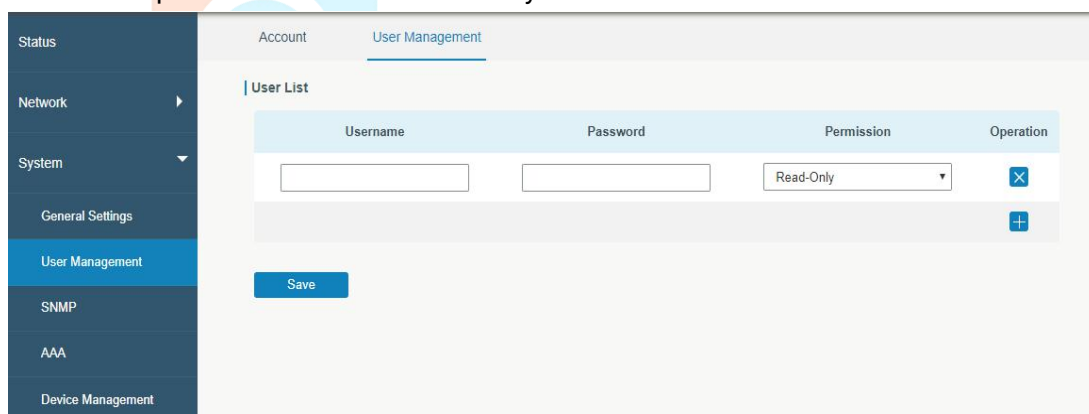 Status
Account User Management
User List
Network
Username Password Permission Operation
System
Read-Only
General Settings
User Management
Save
SNMP
AAA
Device Management